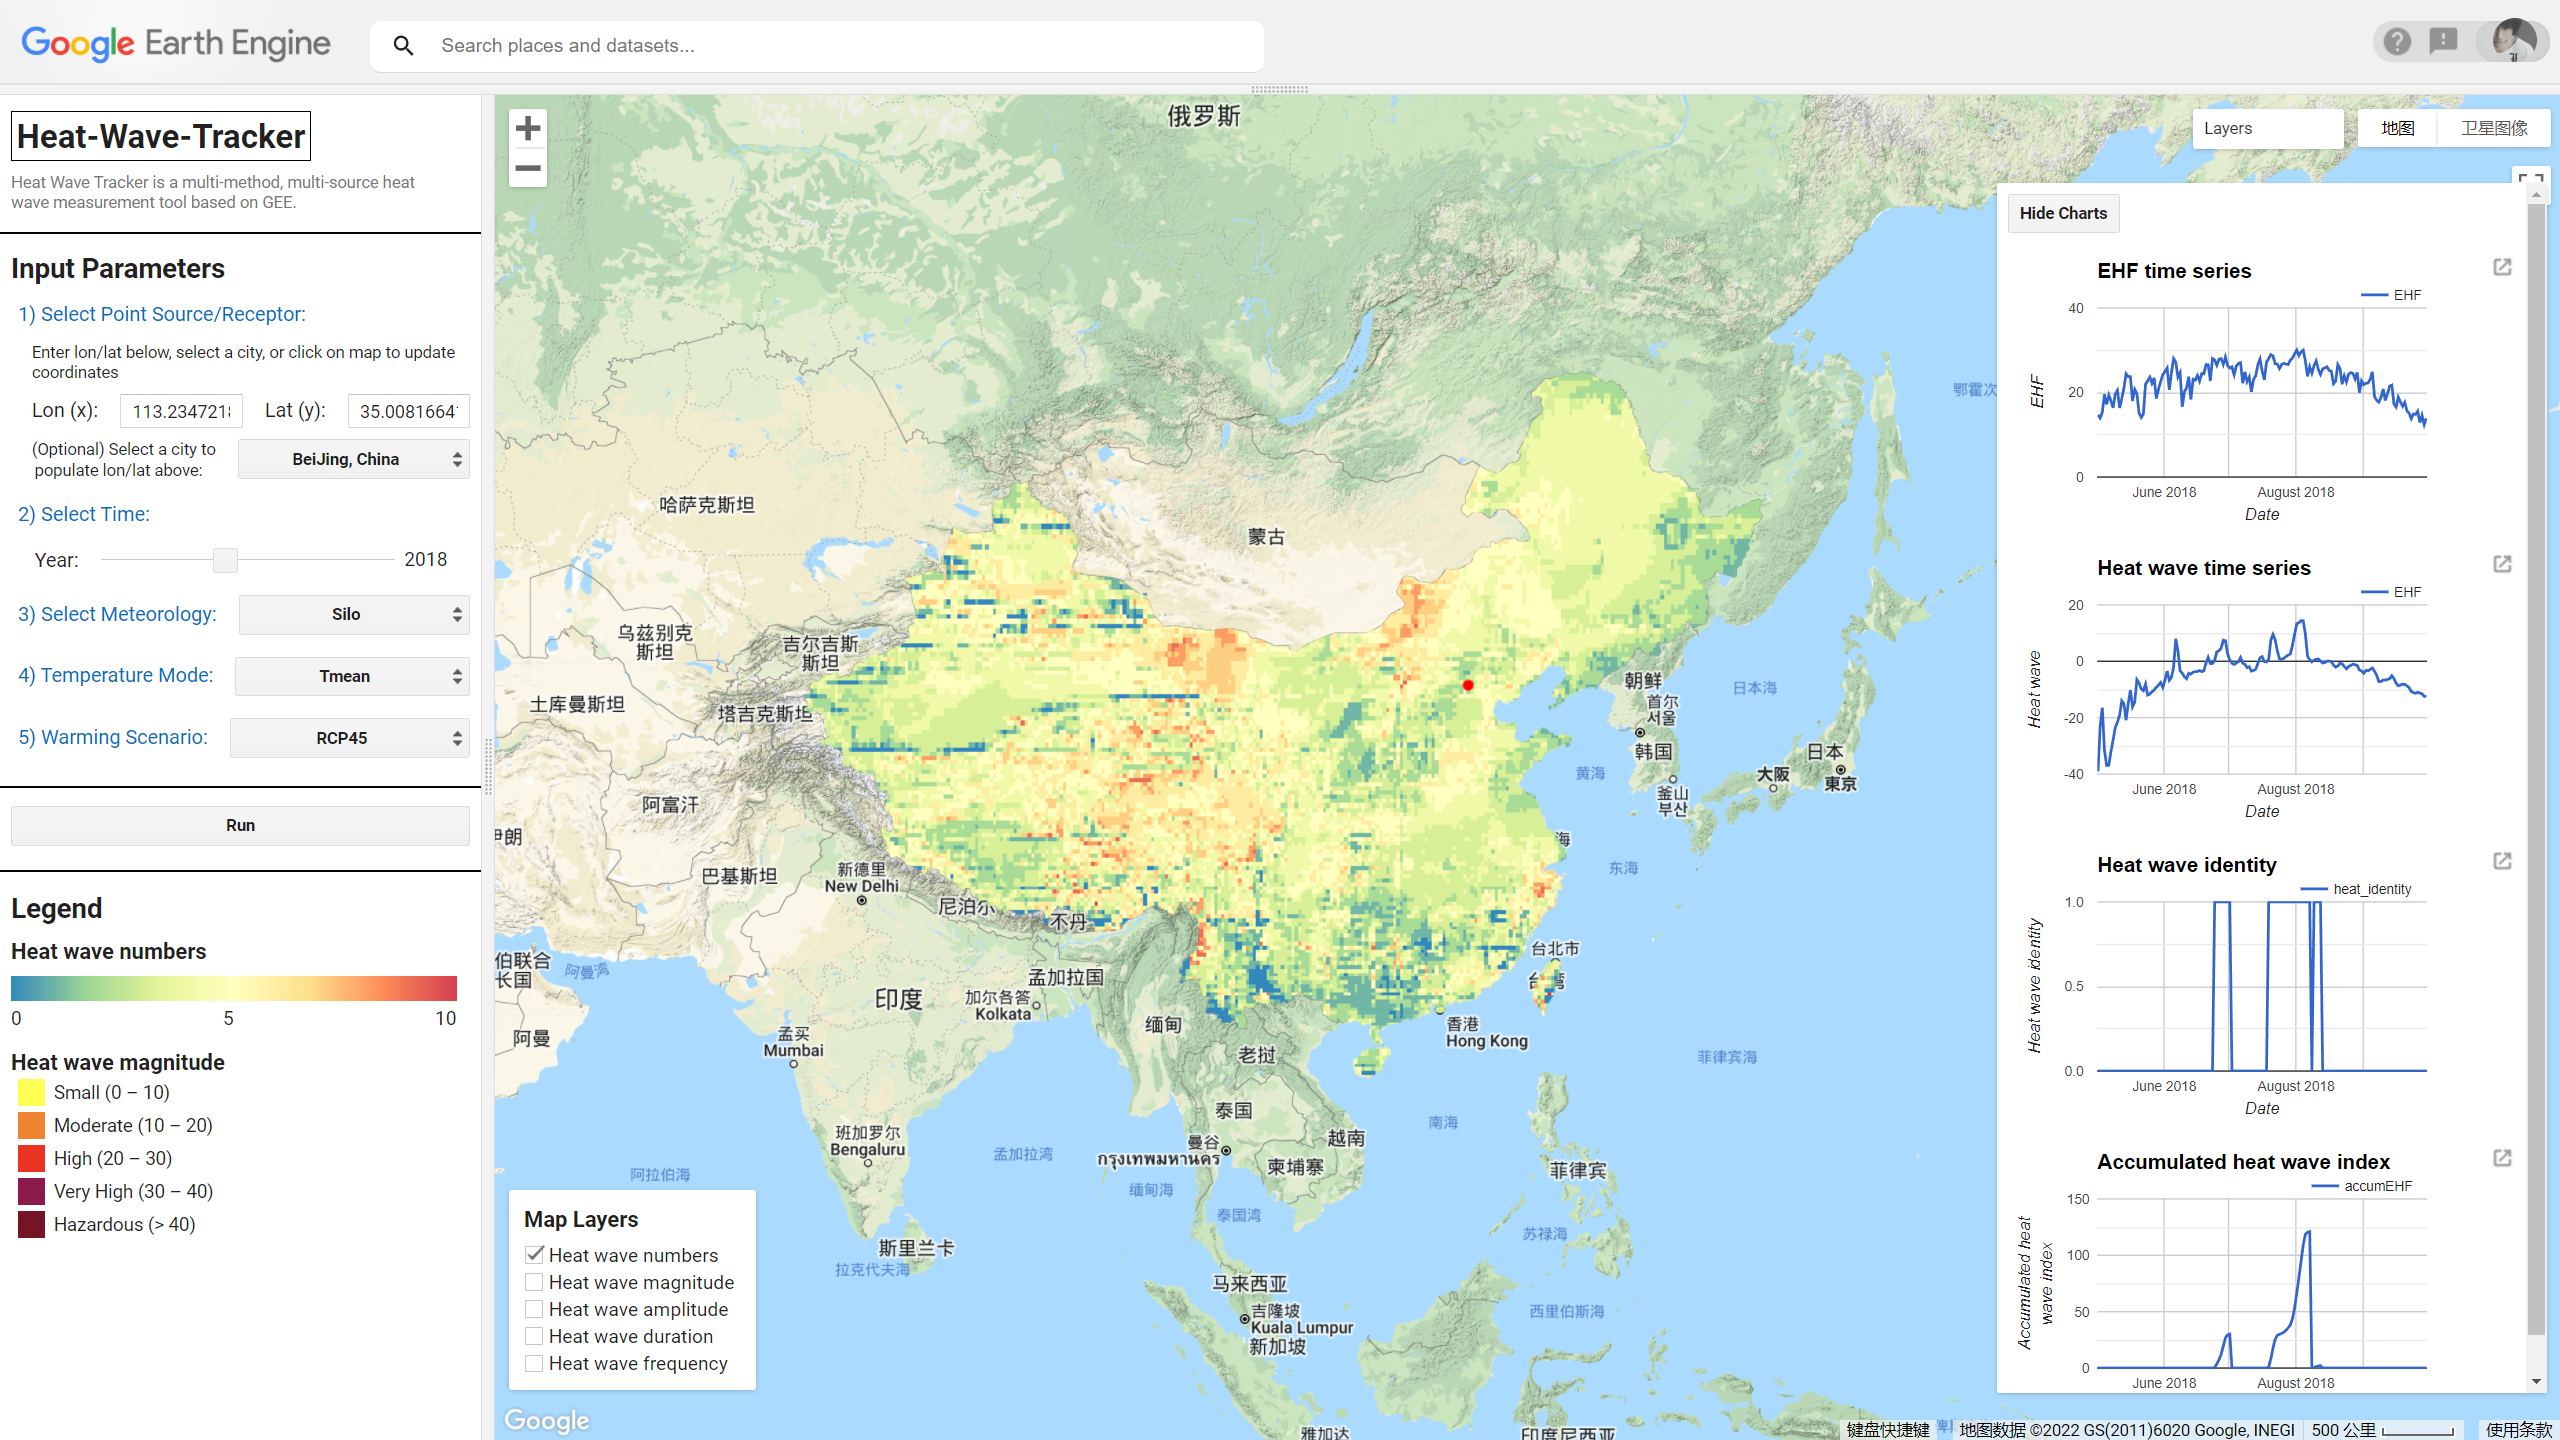 Google Earth Engine
Search places and datasets...
Heat-Wave-Tracker
Heat Wave Tracker is a multi-method, multi-source heat
wave measurement tool based on GEE.
Input Parameters
1) Select Point Source/Receptor:
Enter lon/lat below, select a city, or click on map to update
coordinates
Lon (x): 113.234721 Lat (y): 35.00816641
(Optional) Select a city to
populate lon/lat above:
BeiJing, China
2) Select Time:
Year: 2018
3) Select Meteorology: Silo
4) Temperature Mode: Tmean
5) Warming Scenario: RCP45
Run
Legend
Heat wave numbers
0 5 10
Heat wave magnitude
Small (0 – 10)
Moderate (10 – 20)
High (20 – 30)
Very High (30 – 40)
Hazardous (> 40)
俄罗斯
哈萨克斯坦
蒙古
乌兹别克
斯坦
吉尔吉斯
斯坦
土库曼斯坦
塔吉克斯坦
阿富汗
巴基斯坦
新德里
New Delhi
尼泊尔
不丹
孟加拉国
阿曼湾
阿曼
印度
加尔各答
Kolkata
孟买
Mumbai
缅甸
老挝
泰国
曼谷
กรุงเทพมหานคร
越南
柬埔寨
班加罗尔
Bengaluru
孟加拉湾
阿拉伯海
缅甸海
泰国湾
斯里兰卡
拉克代夫海
马来西亚
吉隆坡
Kuala Lumpur
新加坡
雅加达
印度尼西亚
西里伯斯海
苏禄海
菲律宾
南海
菲律宾海
香港
Hong Kong
台北市
东海
黄海
朝鲜
首尔
서울
韩国
釜山
부산
日本海
日本
大阪
東京
鄂霍次
Map Layers
Heat wave numbers
Heat wave magnitude
Heat wave amplitude
Heat wave duration
Heat wave frequency
Google
Layers
地图 卫星图像
Hide Charts
EHF time series
EHF
40
20
0
EHF
June 2018 August 2018
Date
Heat wave time series
EHF
20
0
-20
-40
Heat wave
June 2018 August 2018
Date
Heat wave identity
heat_identity
1.0
0.5
0.0
Heat wave identity
June 2018 August 2018
Date
Accumulated heat wave index
accumEHF
150
100
50
0
Accumulated heat
wave index
June 2018 August 2018
键盘快捷键 地图数据 ©2022 GS(2011)6020 Google, INEGI 500 公里 使用条款